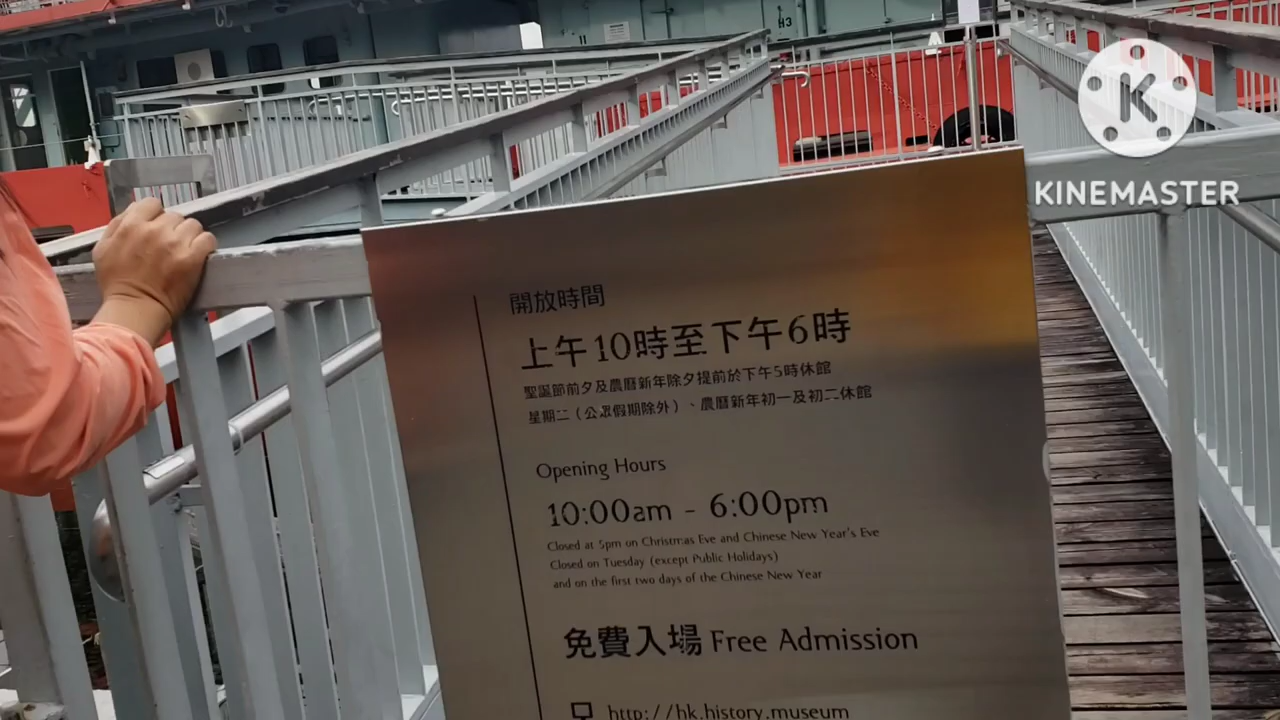 H3
KINEMASTER
開放時間
上午10時至下午6時
聖誕節前夕及農曆新年除夕提前於下午5時休館
星期二（公眾假期除外）、農曆新年初一及初二休館
Opening Hours
10:00am - 6:00pm
Closed at 5pm on Christmas Eve and Chinese New Year's Eve
Closed on Tuesday (except Public Holidays)
and on the first two days of the Chinese New Year
免費入場 Free Admission
http://hk.history.museum